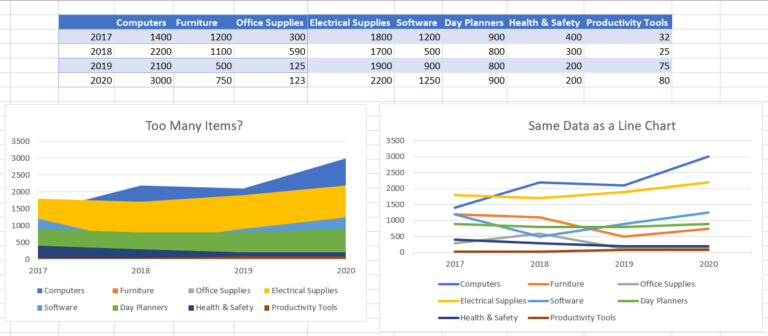 Computers Furniture Office Supplies Electrical Supplies Software Day Planners Health & Safety Productivity Tools
2017 1400 1200 300 1800 1200 900 400 32
2018 2200 1100 590 1700 500 800 300 25
2019 2100 500 125 1900 900 800 200 75
2020 3000 750 123 2200 1250 900 200 80
Too Many Items?
3500
3000
2500
2000
1500
1000
500
0
2017 2018 2019 2020
Computers Furniture Office Supplies Electrical Supplies
Software Day Planners Health & Safety Productivity Tools
Same Data as a Line Chart
3500
3000
2500
2000
1500
1000
500
0
2017 2018 2019 2020
Computers Furniture Office Supplies
Electrical Supplies Software Day Planners
Health & Safety Productivity Tools